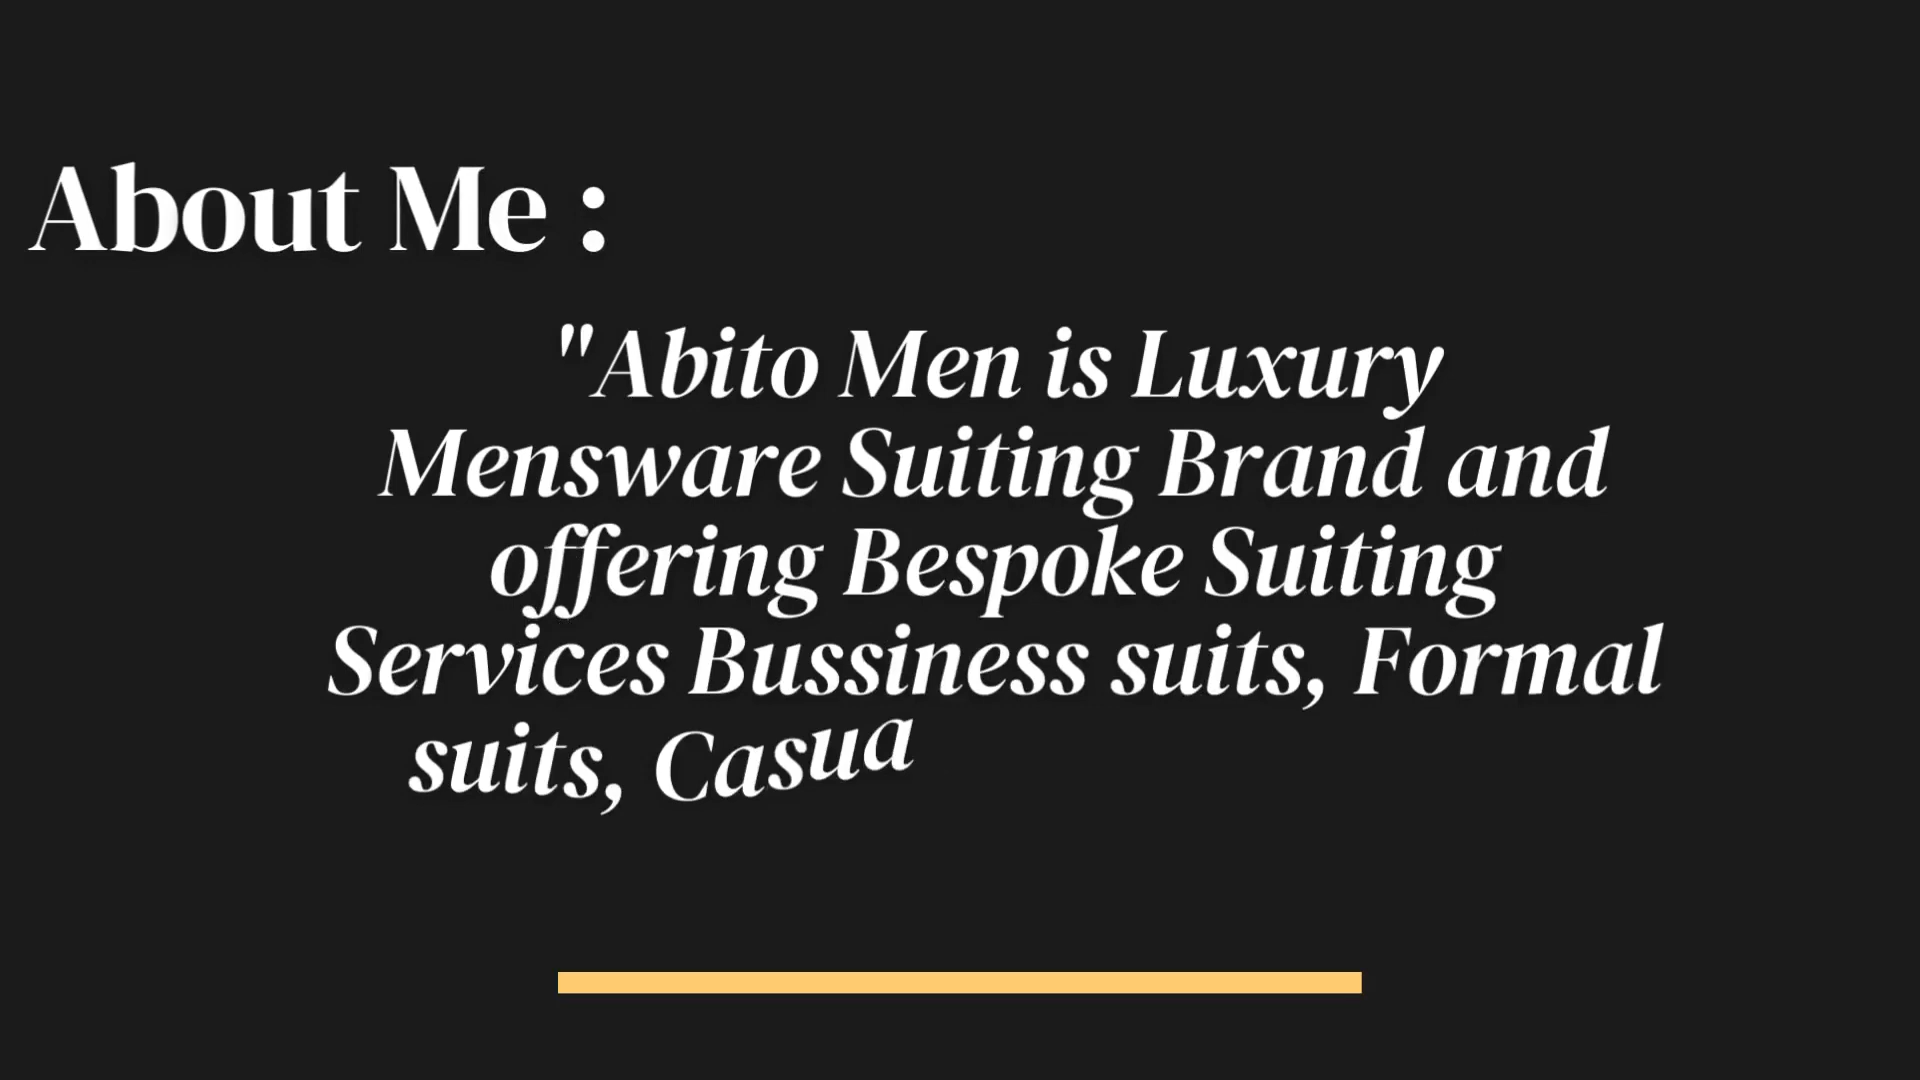 About Me :
"Abito Men is Luxury
Mensware Suiting Brand and
offering Bespoke Suiting
Services Bussiness suits, Formal
suits, Casua